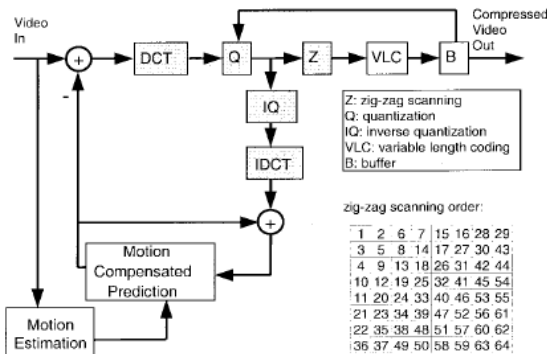 Video
In
Compressed
Video
Out
+
-
DCT
Q
Z
VLC
B
IQ
IDCT
+
Motion
Compensated
Prediction
Motion
Estimation
Z: zig-zag scanning
Q: quantization
IQ: inverse quantization
VLC: variable length coding
B: buffer
zig-zag scanning order:
1 2 6 7 15 16 28 29
3 5 8 14 17 27 30 43
4 9 13 18 26 31 42 44
10 12 19 25 32 41 45 54
11 20 24 33 40 46 53 55
21 23 34 39 47 52 56 61
22 35 38 48 51 57 60 62
36 37 49 50 58 59 63 64